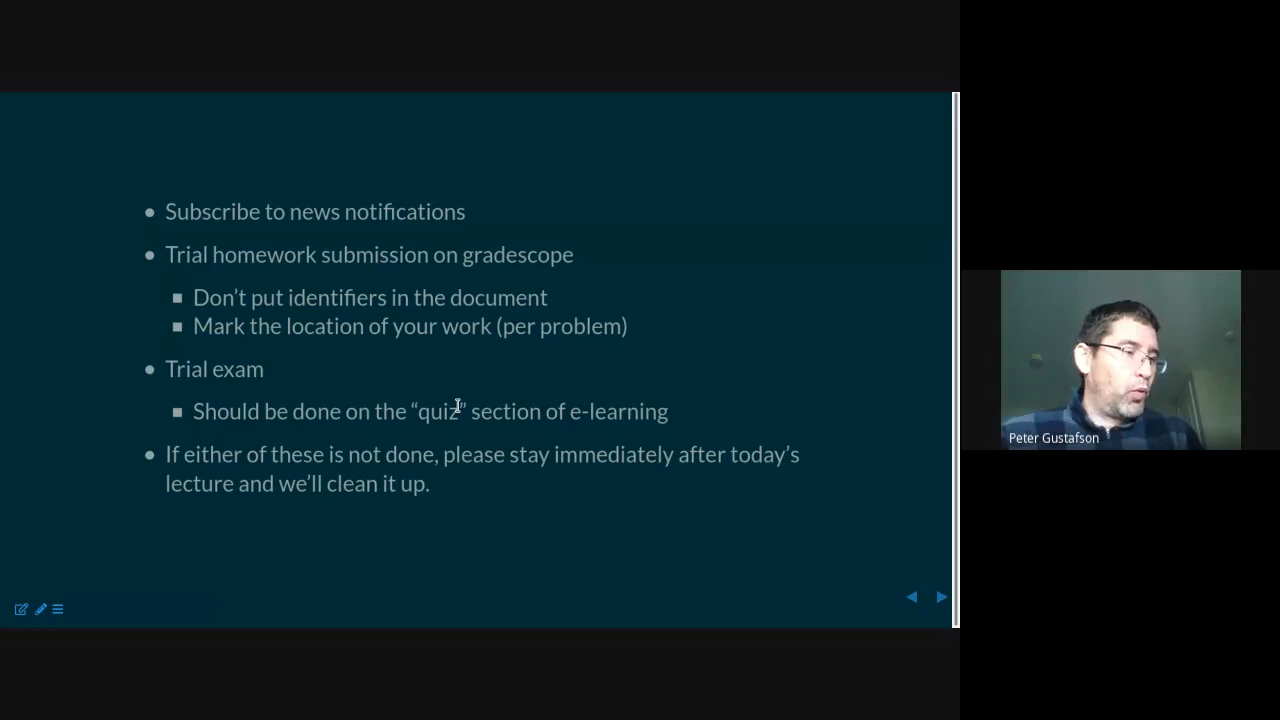 Subscribe to news notifications
Trial homework submission on gradescope
Don’t put identifiers in the document
Mark the location of your work (per problem)
Trial exam
Should be done on the “quiz” section of e-learning
If either of these is not done, please stay immediately after today’s
lecture and we’ll clean it up.
Peter Gustafson